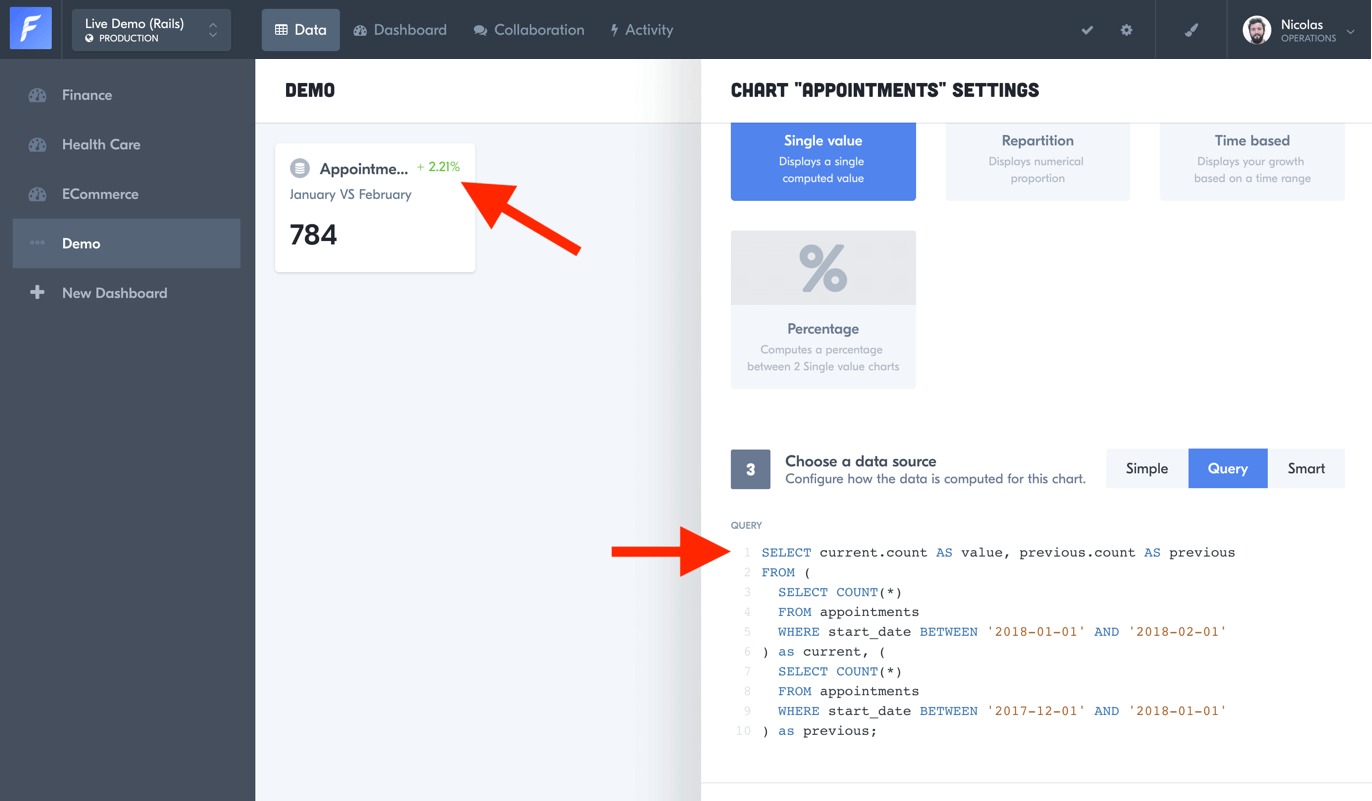 Live Demo (Rails)
PRODUCTION
Data
Dashboard
Collaboration
Activity
Nicolas
OPERATIONS
Finance
Health Care
ECommerce
Demo
New Dashboard
DEMO
Appointme... + 2.21%
January VS February
784
CHART "APPOINTMENTS" SETTINGS
Single value
Displays a single
computed value
Repartition
Displays numerical
proportion
Time based
Displays your growth
based on a time range
%
Percentage
Computes a percentage
between 2 Single value charts
3
Choose a data source
Configure how the data is computed for this chart.
Simple
Query
Smart
QUERY
1 SELECT current.count AS value, previous.count AS previous
2 FROM (
3 SELECT COUNT(*)
4 FROM appointments
5 WHERE start_date BETWEEN '2018-01-01' AND '2018-02-01'
6 ) as current, (
7 SELECT COUNT(*)
8 FROM appointments
9 WHERE start_date BETWEEN '2017-12-01' AND '2018-01-01'
10 ) as previous;